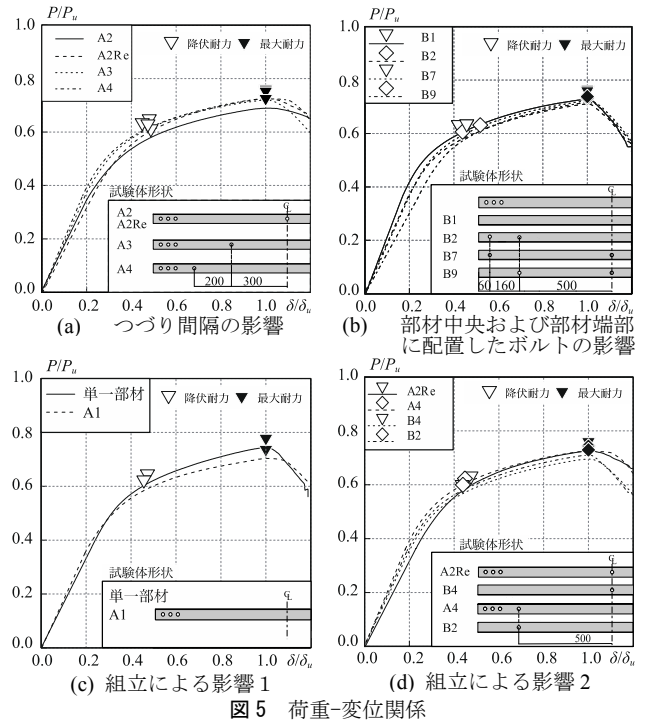 P/Pu
1.0
0.8
0.6
0.4
0.2
0.0
A2
A2Re
A3
A4
▽降伏耐力 ▼最大耐力
試験体形状
A2
A2Re
A3
A4
℄
200 300
0.0 0.2 0.4 0.6 0.8 1.0 δ/δu
(a) つづり間隔の影響
P/Pu
1.0
0.8
0.6
0.4
0.2
0.0
B1
B2
B7
B9
▽降伏耐力 ▼最大耐力
試験体形状
℄
B1
B2
B7
B9
60 160 500
0.0 0.2 0.4 0.6 0.8 1.0 δ/δu
(b) 部材中央および部材端部
に配置したボルトの影響
P/Pu
1.0
0.8
0.6
0.4
0.2
0.0
単一部材
A1
▽降伏耐力 ▼最大耐力
試験体形状
単一部材
A1
℄
0.0 0.2 0.4 0.6 0.8 1.0 δ/δu
(c) 組立による影響1
P/Pu
1.0
0.8
0.6
0.4
0.2
0.0
A2Re
A4
B4
B2
▽降伏耐力 ▼最大耐力
試験体形状
℄
A2Re
B4
A4
B2
500
0.0 0.2 0.4 0.6 0.8 1.0 δ/δu
(d) 組立による影響2
図5 荷重-変位関係